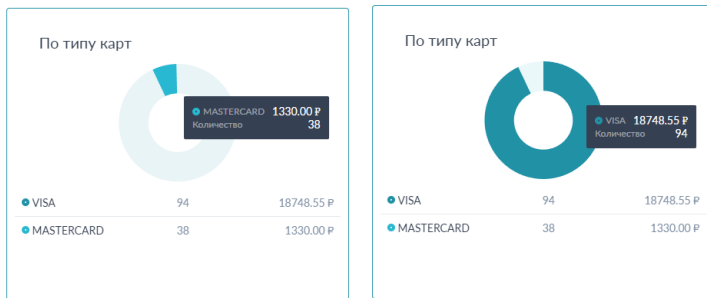 По типу карт
MASTERCARD 1330.00 ₽
Количество 38
VISA 94 18748.55 ₽
MASTERCARD 38 1330.00 ₽
По типу карт
VISA 18748.55 ₽
Количество 94
VISA 94 18748.55 ₽
MASTERCARD 38 1330.00 ₽